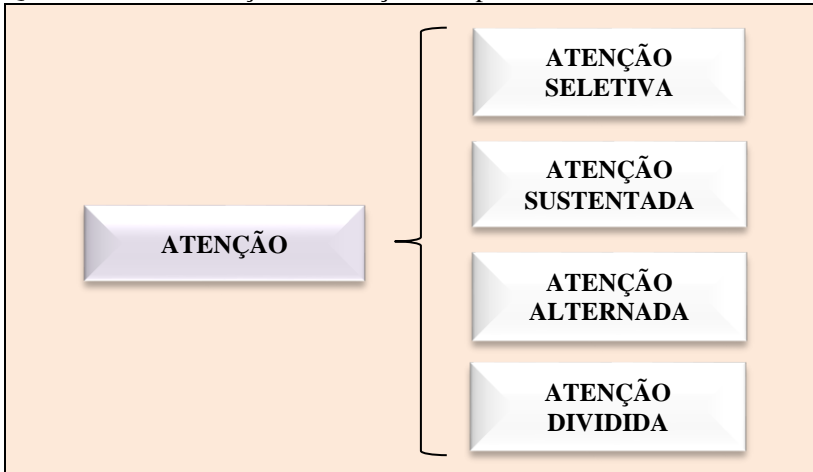 ATENÇÃO
ATENÇÃO
SELETIVA
ATENÇÃO
SUSTENTADA
ATENÇÃO
ALTERNADA
ATENÇÃO
DIVIDIDA